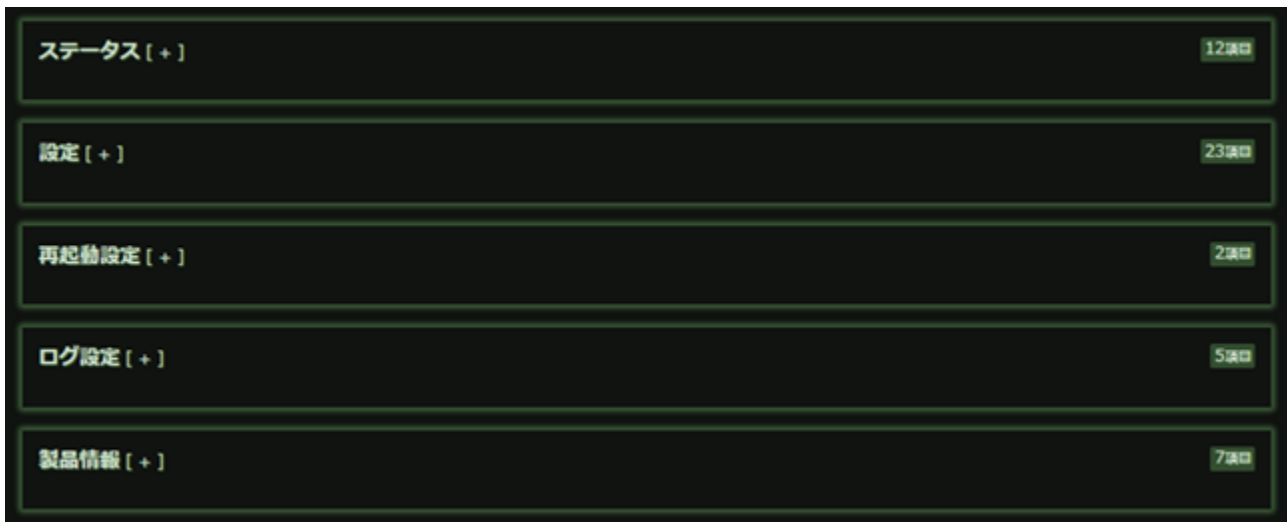 ステータス [ + ] 12項目
設定 [ + ] 23項目
再起動設定 [ + ] 2項目
ログ設定 [ + ] 5項目
製品情報 [ + ] 7項目